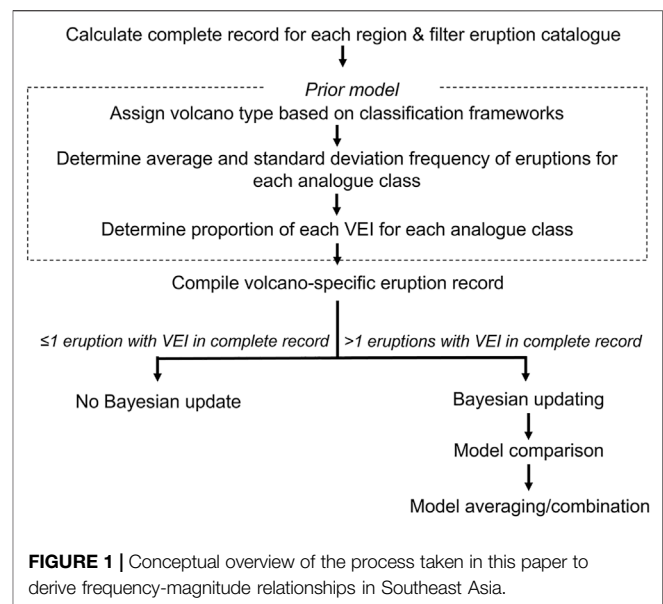 Calculate complete record for each region & filter eruption catalogue
Prior model
Assign volcano type based on classification frameworks
Determine average and standard deviation frequency of eruptions for
each analogue class
Determine proportion of each VEI for each analogue class
Compile volcano-specific eruption record
≤1 eruption with VEI in complete record
>1 eruptions with VEI in complete record
No Bayesian update
Bayesian updating
Model comparison
Model averaging/combination
FIGURE 1 | Conceptual overview of the process taken in this paper to
derive frequency-magnitude relationships in Southeast Asia.